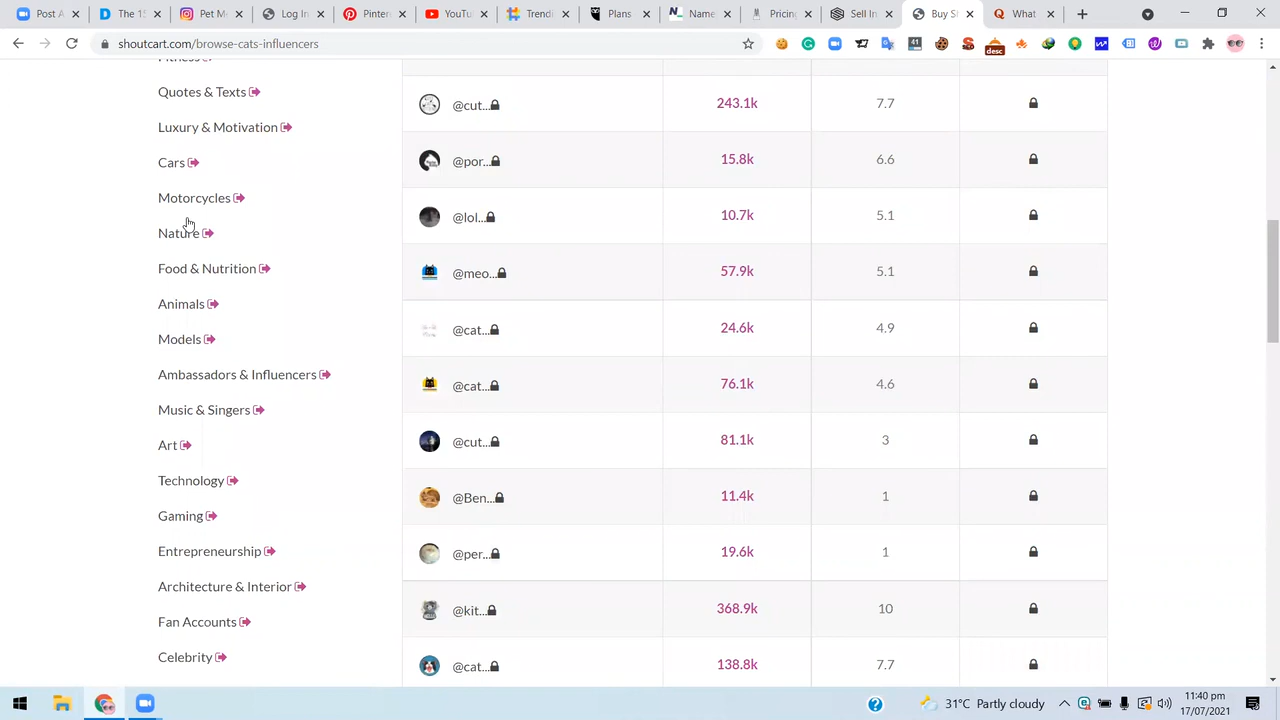 Post A
The 15
Pet M
Log In
Pinter
YouTu
Trendi
Plans
Name
Pricing
Sell In
Buy S
What
shoutcart.com/browse-cats-influencers
41
desc
Quotes & Texts
Luxury & Motivation
Cars
Motorcycles
Nature
Food & Nutrition
Animals
Models
Ambassadors & Influencers
Music & Singers
Art
Technology
Gaming
Entrepreneurship
Architecture & Interior
Fan Accounts
Celebrity
@cut... 243.1k 7.7
@por... 15.8k 6.6
@lol... 10.7k 5.1
@meo... 57.9k 5.1
@cat... 24.6k 4.9
@cat... 76.1k 4.6
@cut... 81.1k 3
@Ben... 11.4k 1
@per... 19.6k 1
@kit... 368.9k 10
@cat... 138.8k 7.7
31°C Partly cloudy
11:40 pm
17/07/2021